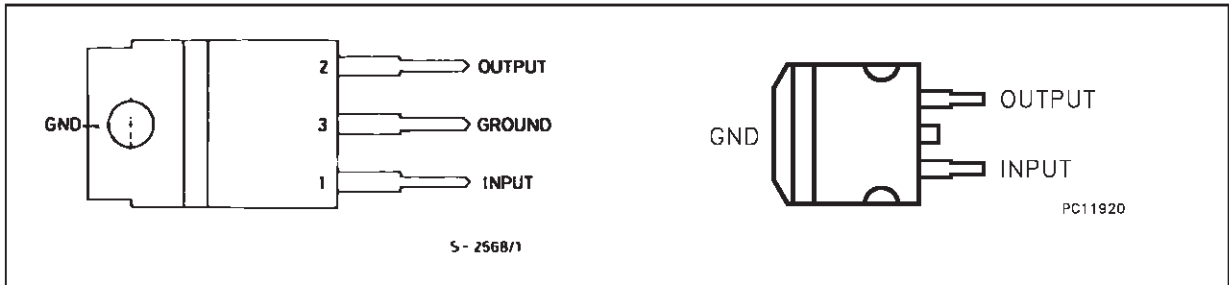 2 OUTPUT
GND 3 GROUND
1 INPUT
S - 2568/1
OUTPUT
GND
INPUT
PC11920